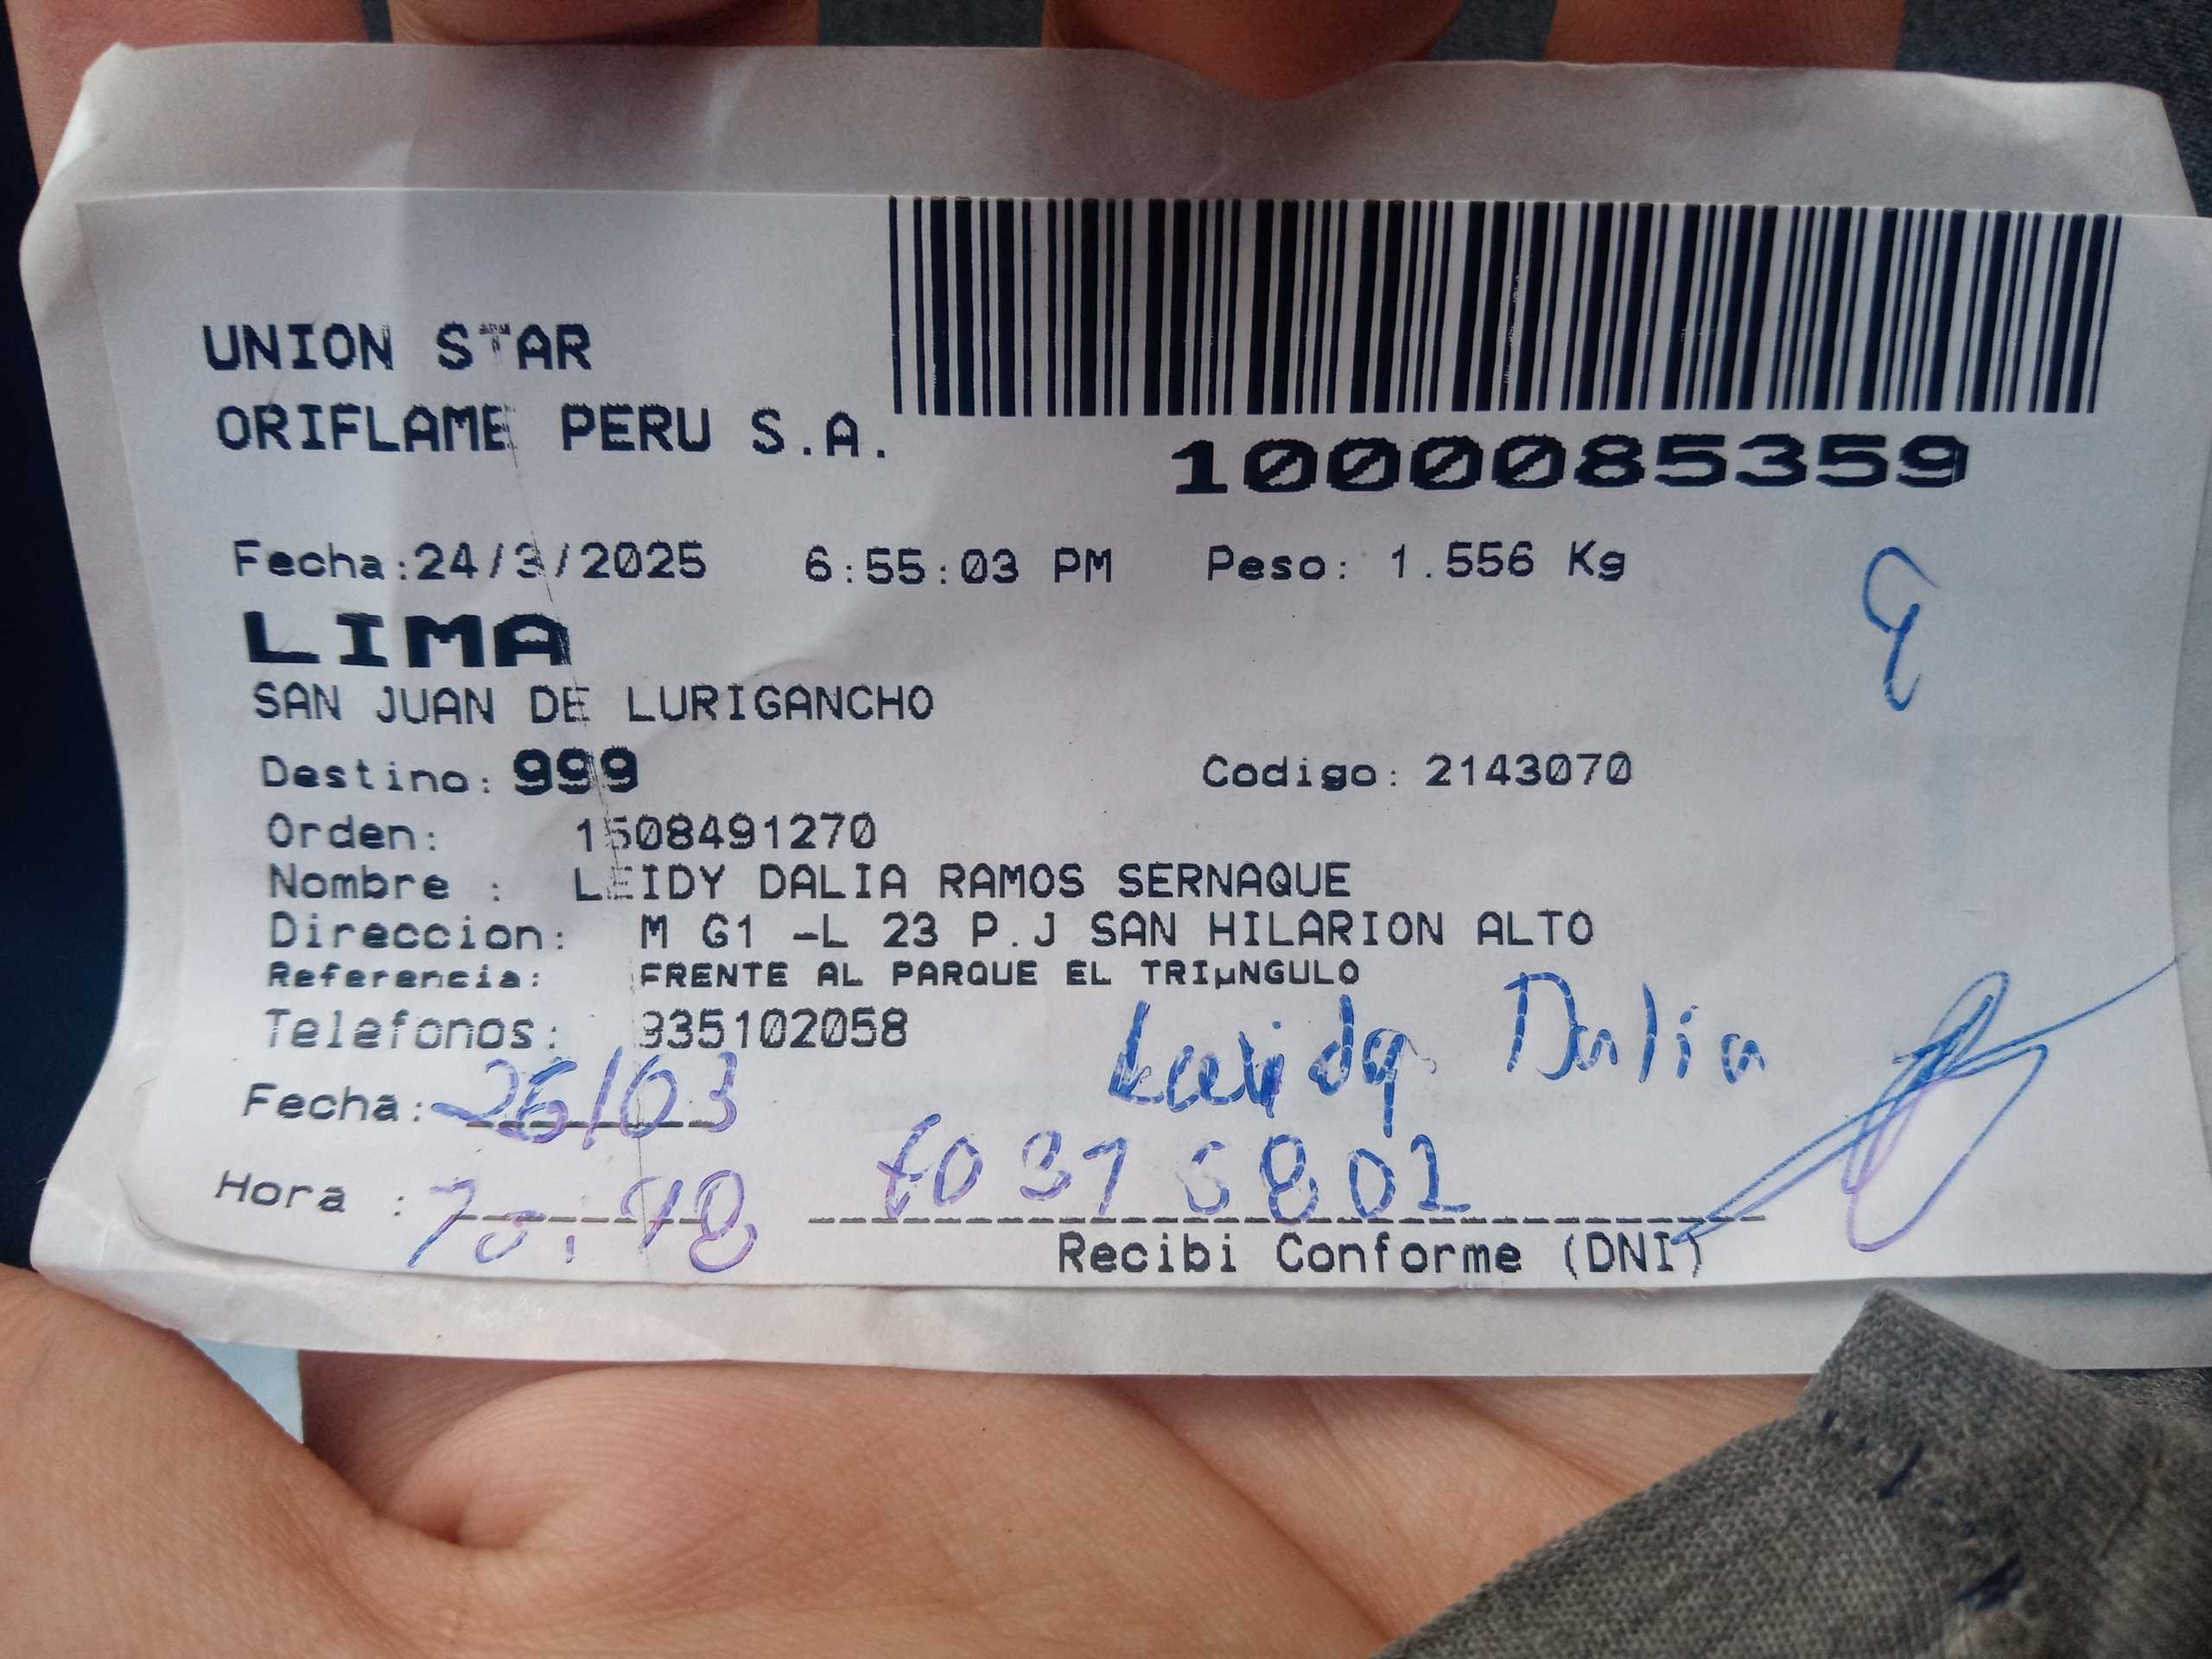 UNION STAR
ORIFLAME PERU S.A.
1000085359
Fecha:24/3/2025 6:55:03 PM Peso: 1.556 Kg
LIMA
SAN JUAN DE LURIGANCHO
Destino: 999 Codigo: 2143070
Orden: 1508491270
Nombre : LEIDY DALIA RAMOS SERNAQUE
Direccion: M G1 -L 23 P.J SAN HILARION ALTO
Referencia: FRENTE AL PARQUE EL TRIµNGULO
Telefonos: 935102058
Dalia
Fecha: 26/03
Hora :
Recibi Conforme (DNI)